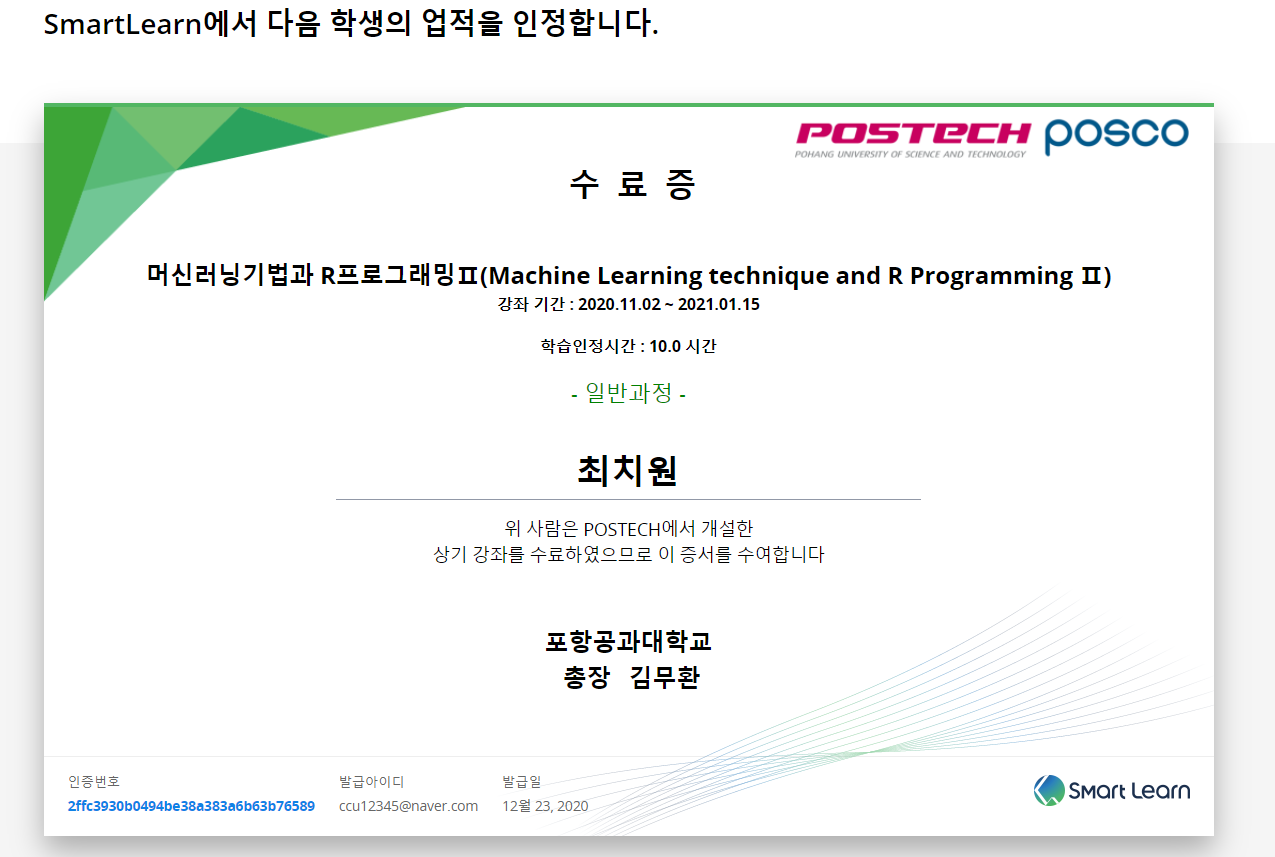 SmartLearn에서 다음 학생의 업적을 인정합니다.
POSTECH posco
POHANG UNIVERSITY OF SCIENCE AND TECHNOLOGY
수 료 증
머신러닝기법과 R프로그래밍Ⅱ(Machine Learning technique and R Programming Ⅱ)
강좌 기간 : 2020.11.02 ~ 2021.01.15
학습인정시간 : 10.0 시간
- 일반과정 -
최치원
위 사람은 POSTECH에서 개설한
상기 강좌를 수료하였으므로 이 증서를 수여합니다
포항공과대학교
총장 김무환
인증번호 발급아이디 발급일
2ffc3930b0494be38a383a6b63b76589 ccu12345@naver.com 12월 23, 2020
Smart Learn